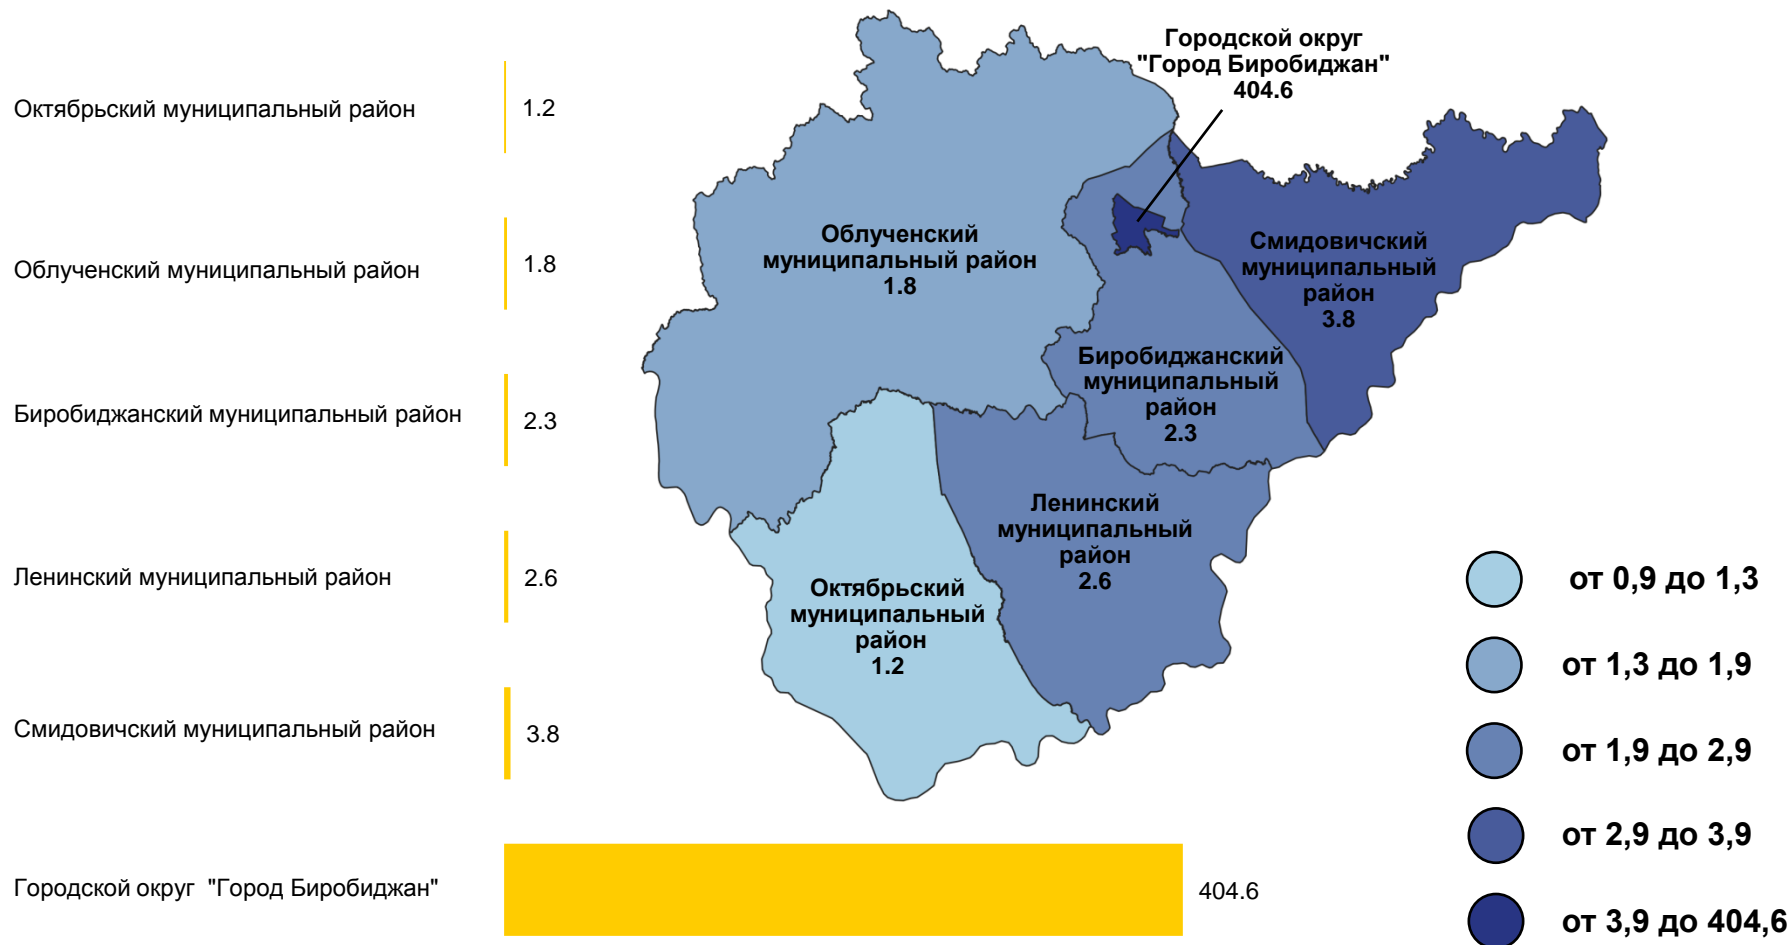 Октябрьский муниципальный район
1.2
Облученский муниципальный район
1.8
Биробиджанский муниципальный район
2.3
Ленинский муниципальный район
2.6
Смидовичский муниципальный район
3.8
Городской округ  "Город Биробиджан"
404.6
Городской округ
"Город Биробиджан"
404.6
Облученский
муниципальный район
1.8
Смидовичский
муниципальный
район
3.8
Биробиджанский
муниципальный
район
2.3
Ленинский
муниципальный
район
2.6
Октябрьский
муниципальный
район
1.2
от 0,9 до 1,3
от 1,3 до 1,9
от 1,9 до 2,9
от 2,9 до 3,9
от 3,9 до 404,6